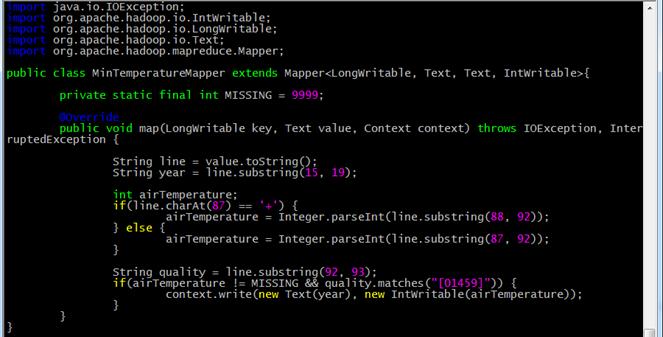 import java.io.IOException;
import org.apache.hadoop.io.IntWritable;
import org.apache.hadoop.io.LongWritable;
import org.apache.hadoop.io.Text;
import org.apache.hadoop.mapreduce.Mapper;
public class MinTemperatureMapper extends Mapper<LongWritable, Text, Text, IntWritable>{
private static final int MISSING = 9999;
@Override
public void map(LongWritable key, Text value, Context context) throws IOException, Inter
ruptedException {
String line = value.toString();
String year = line.substring(15, 19);
int airTemperature;
if(line.charAt(87) == '+') {
airTemperature = Integer.parseInt(line.substring(88, 92));
} else {
airTemperature = Integer.parseInt(line.substring(87, 92));
}
String quality = line.substring(92, 93);
if(airTemperature != MISSING && quality.matches("[01459]")) {
context.write(new Text(year), new IntWritable(airTemperature));
}
}
}